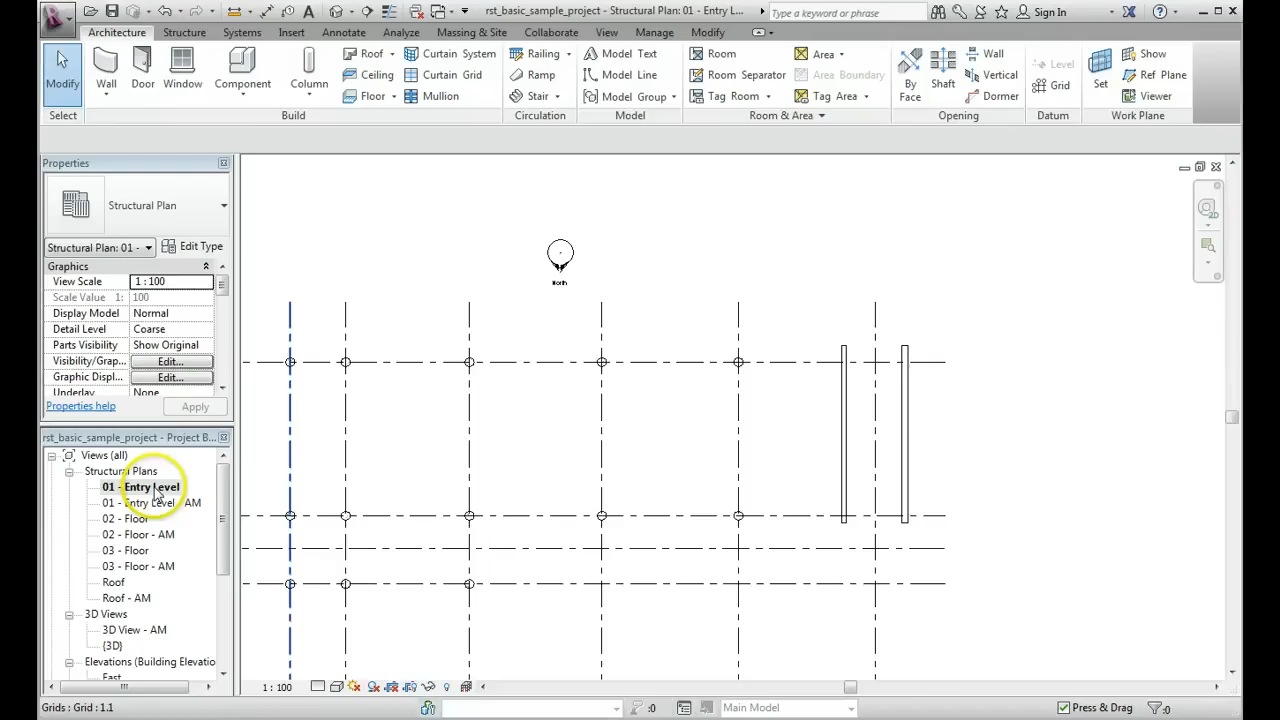 rst_basic_sample_project - Structural Plan: 01 - Entry L...
Type a keyword or phrase
Sign In
Architecture Structure Systems Insert Annotate Analyze Massing & Site Collaborate View Manage Modify
Modify
Wall
Door
Window
Component
Column
Roof
Ceiling
Floor
Curtain System
Curtain Grid
Mullion
Railing
Ramp
Stair
Model Text
Model Line
Model Group
Room
Room Separator
Tag Room
Area
Area Boundary
Tag Area
By Face
Shaft
Wall
Vertical
Dormer
Level
Grid
Set
Show
Ref Plane
Viewer
Select Build Circulation Model Room & Area Opening Datum Work Plane
Properties
Structural Plan
Structural Plan: 01 - Edit Type
Graphics
View Scale 1 : 100
Scale Value 1: 100
Display Model Normal
Detail Level Coarse
Parts Visibility Show Original
Visibility/Grap... Edit...
Graphic Displ... Edit...
Underlay None
Properties help Apply
rst_basic_sample_project - Project B...
Views (all)
Structural Plans
01 - Entry Level
01 - Entry Level - AM
02 - Floor
02 - Floor - AM
03 - Floor
03 - Floor - AM
Roof
Roof - AM
3D Views
3D View - AM
{3D}
Elevations (Building Elevatio
East
North
2D
1 : 100
Grids : Grid : 1.1
:0
Main Model
Press & Drag
:0